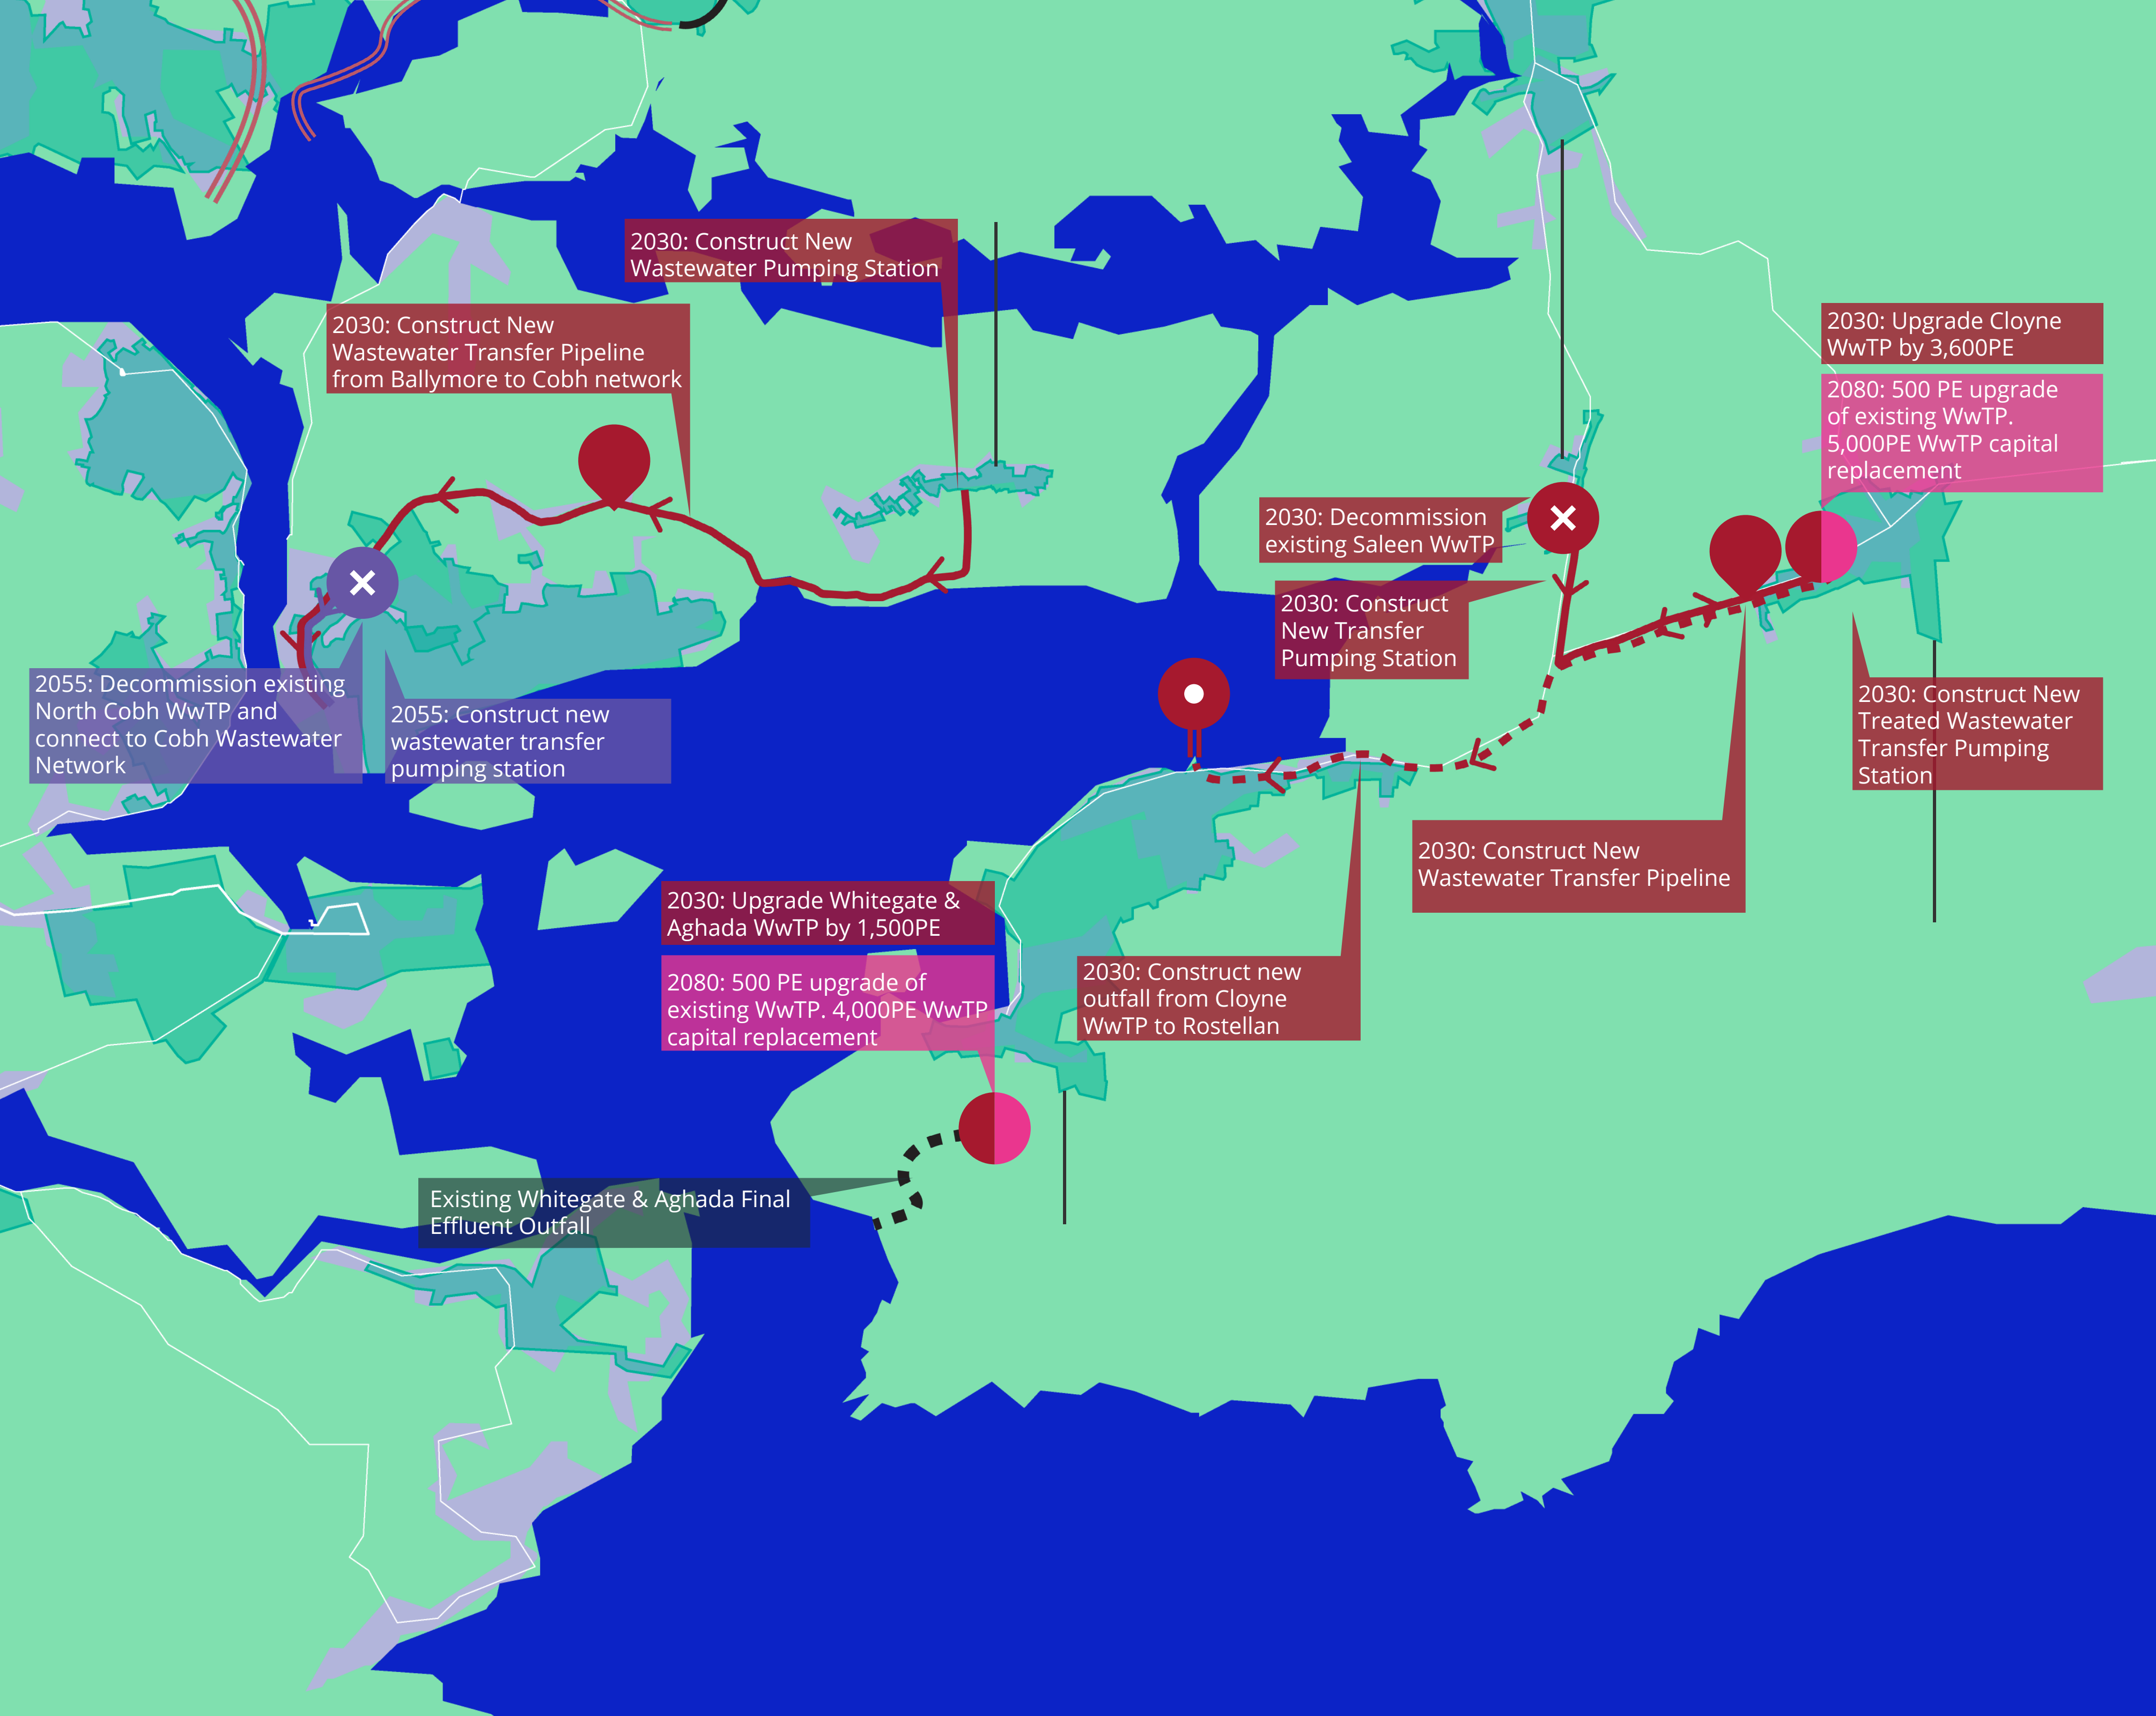 2030: Construct New
Wastewater Pumping Station
2030: Construct New
Wastewater Transfer Pipeline
from Ballymore to Cobh network
2030: Upgrade Cloyne
WwTP by 3,600PE
2080: 500 PE upgrade
of existing WwTP.
5,000PE WwTP capital
replacement
2030: Decommission
existing Saleen WwTP
2030: Construct
New Transfer
Pumping Station
2055: Decommission existing
North Cobh WwTP and
connect to Cobh Wastewater
Network
2055: Construct new
wastewater transfer
pumping station
2030: Construct New
Treated Wastewater
Transfer Pumping
Station
2030: Construct New
Wastewater Transfer Pipeline
2030: Upgrade Whitegate &
Aghada WwTP by 1,500PE
2080: 500 PE upgrade of
existing WwTP. 4,000PE WwTP
capital replacement
2030: Construct new
outfall from Cloyne
WwTP to Rostellan
Existing Whitegate & Aghada Final
Effluent Outfall